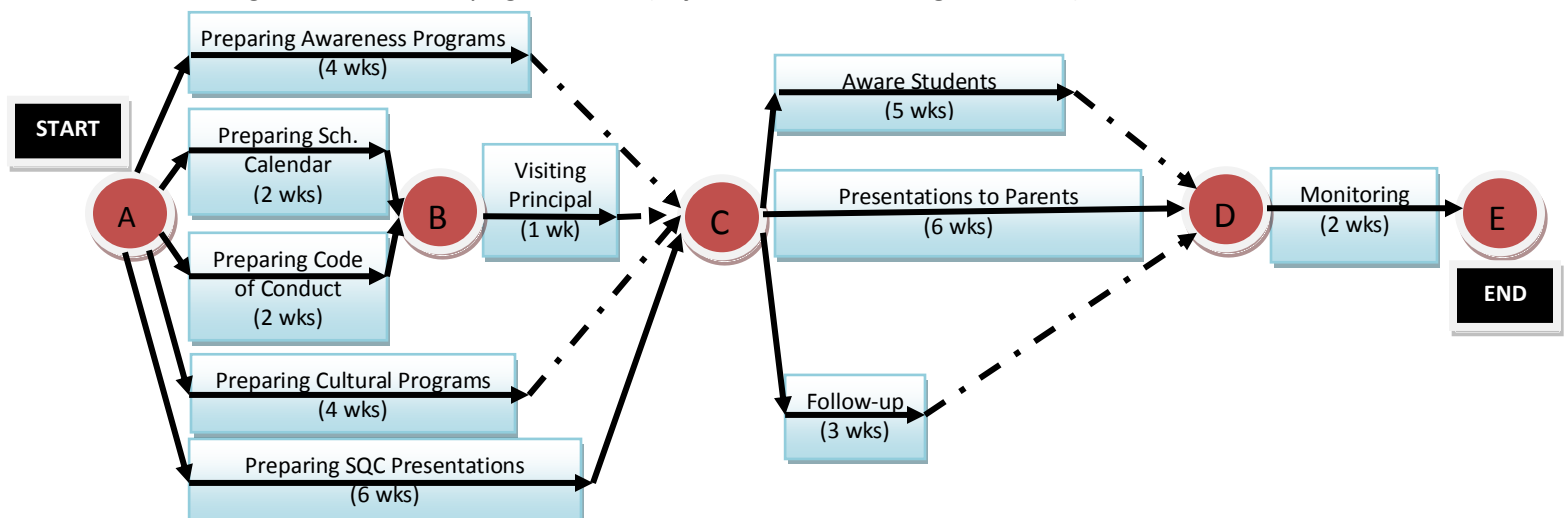 Preparing Awareness Programs
(4 wks)
START
Preparing Sch.
Calendar
(2 wks)
A
B
Visiting
Principal
(1 wk)
Preparing Code
of Conduct
(2 wks)
Preparing Cultural Programs
(4 wks)
Preparing SQC Presentations
(6 wks)
C
Aware Students
(5 wks)
Presentations to Parents
(6 wks)
Follow-up
(3 wks)
D
Monitoring
(2 wks)
E
END